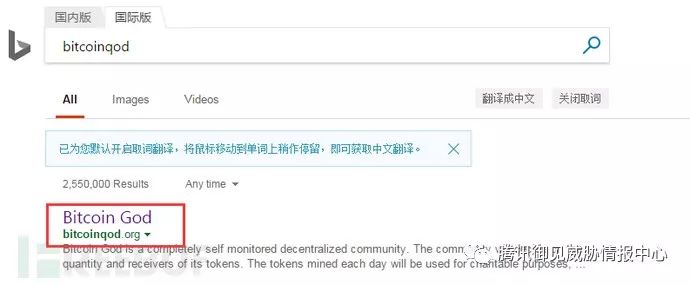 国内版 国际版
bitcoinqod
All Images Videos 翻译成中文 关闭取词
已为您默认开启取词翻译，将鼠标移动到单词上稍作停留，即可获取中文翻译。
2,550,000 Results Any time
Bitcoin God
bitcoinqod.org
Bitcoin God is a completely self monitored decentralized community. The comm
腾讯御见威胁情报中心
quantity and receivers of its tokens. The tokens mined each day will be used for charitable purposes, ...
REEBUF